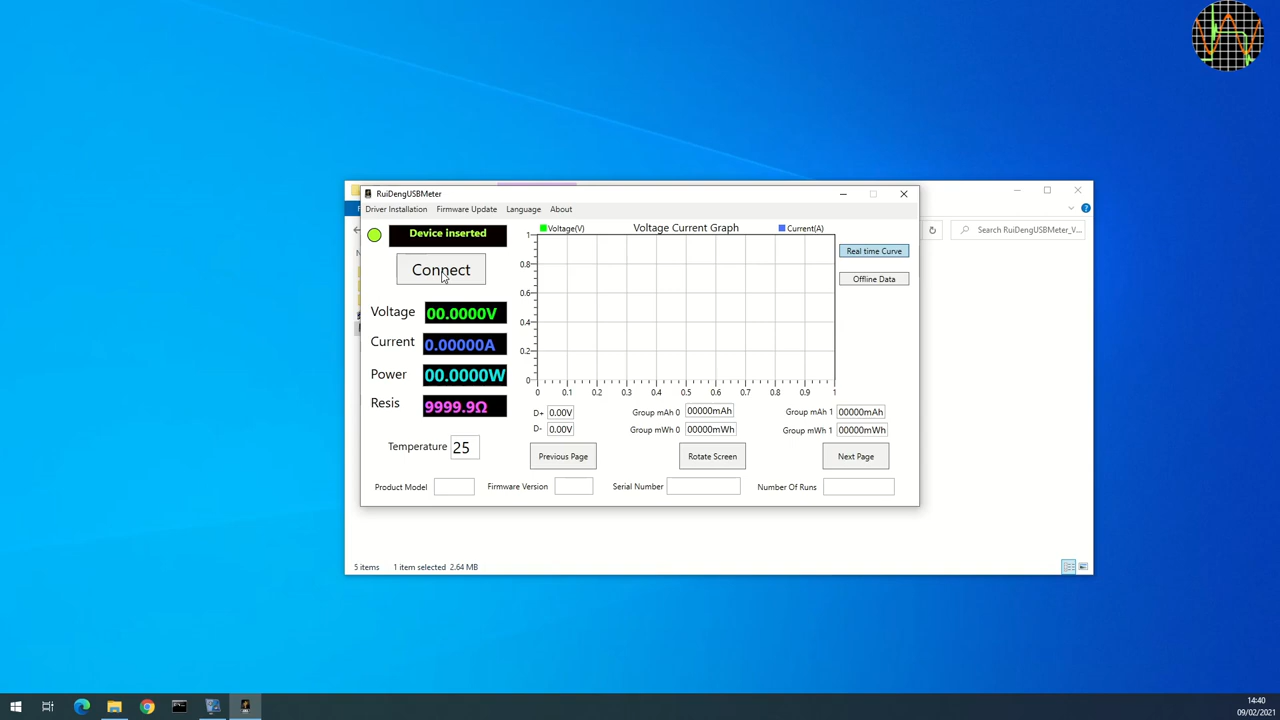 RuiDengUSBMeter
Driver Installation Firmware Update Language About
F
Search RuiDengUSBMeter_V...
Device inserted
Voltage(V) Voltage Current Graph Current(A)
Connect
Real time Curve
Offline Data
Voltage 00.0000V
Current 0.00000A
Power 00.0000W
Resis 9999.9Ω
Temperature 25
1
0.8
0.6
0.4
0.2
0
0 0.1 0.2 0.3 0.4 0.5 0.6 0.7 0.8 0.9 1
D+ 0.00V Group mAh 0 00000mAh Group mAh 1 00000mAh
D- 0.00V Group mWh 0 00000mWh Group mWh 1 00000mWh
Previous Page Rotate Screen Next Page
Product Model Firmware Version Serial Number Number Of Runs
5 items 1 item selected 2.64 MB
14:40
09/02/2021